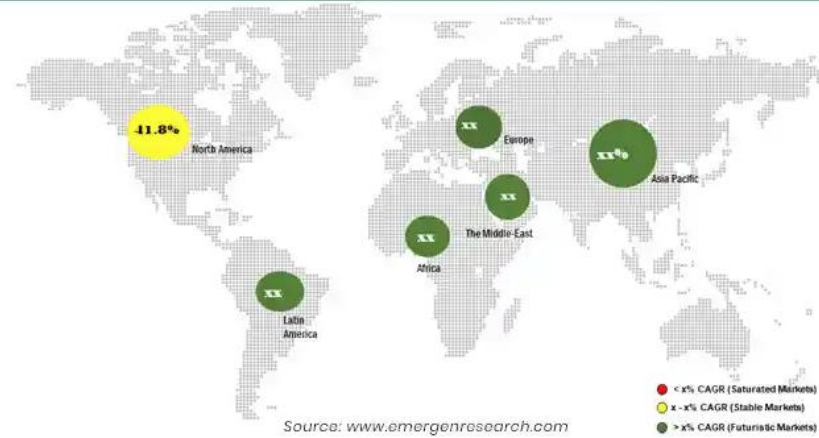 41.8%
North America
xx
Europe
xx%
Asia Pacific
xx
The Middle-East
xx
Africa
xx
Latin
America
< x% CAGR (Saturated Markets)
x - x% CAGR (Stable Markets)
> x% CAGR (Futuristic Markets)
Source: www.emergenresearch.com